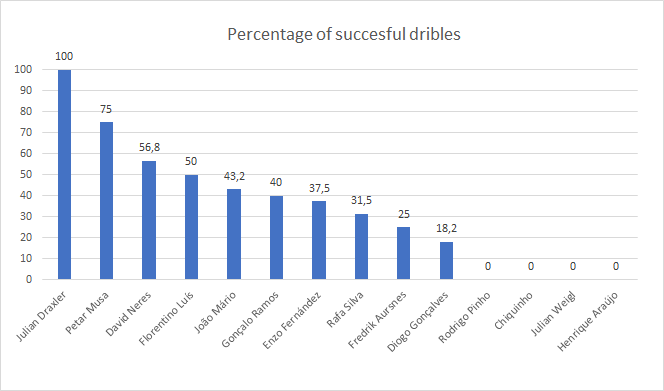 Percentage of succesful dribles
100
75
56,8
50
43,2
40
37,5
31,5
25
18,2
0
0
0
0
100
90
80
70
60
50
40
30
20
10
0
Julian Draxler
Petar Musa
David Neres
Florentino Luís
João Mário
Gonçalo Ramos
Enzo Fernández
Rafa Silva
Fredrik Aursnes
Diogo Gonçalves
Rodrigo Pinho
Chiquinho
Julian Weigl
Henrique Araújo